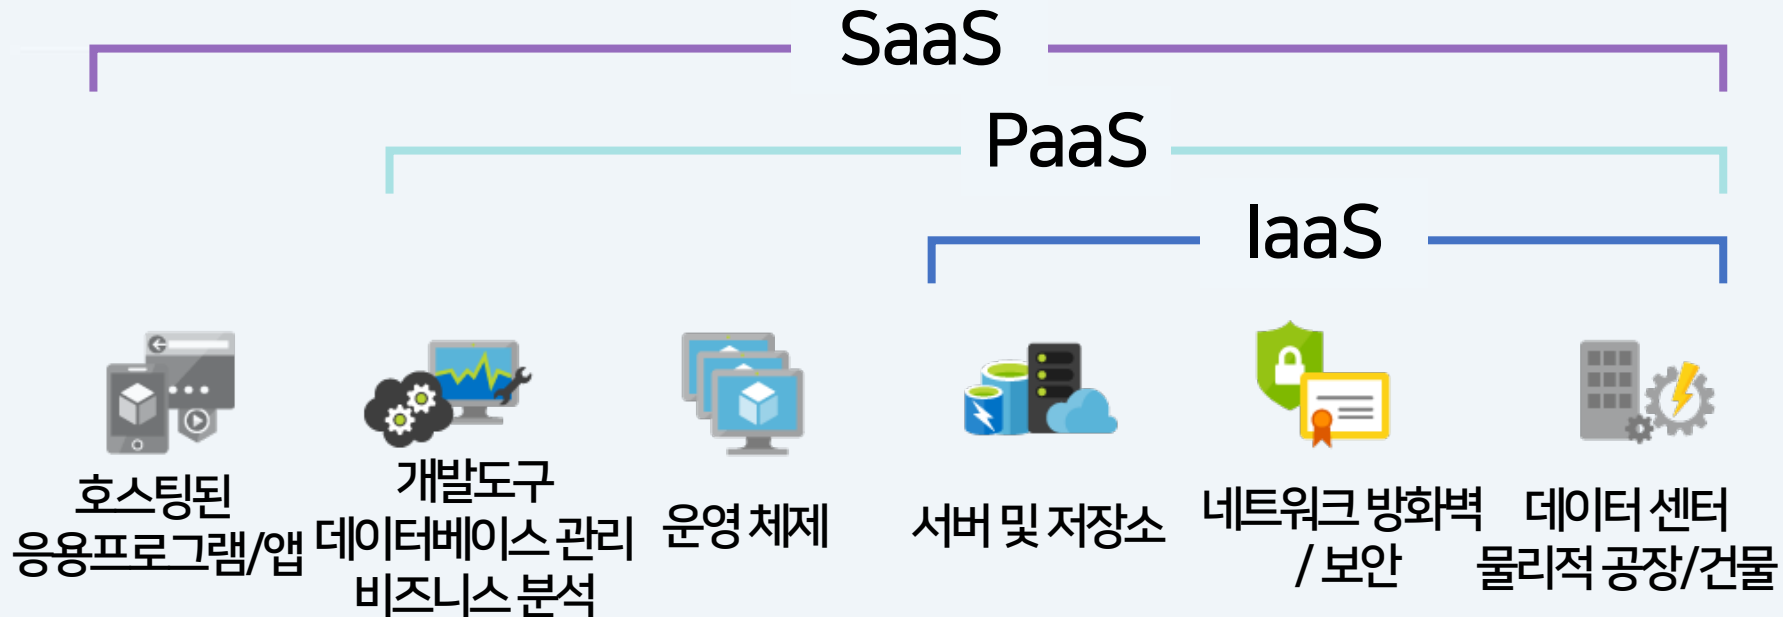 SaaS
PaaS
IaaS
호스팅된
응용프로그램/앱
개발도구
데이터베이스 관리
비즈니스 분석
운영 체제
서버 및 저장소
네트워크 방화벽
/ 보안
데이터 센터
물리적 공장/건물